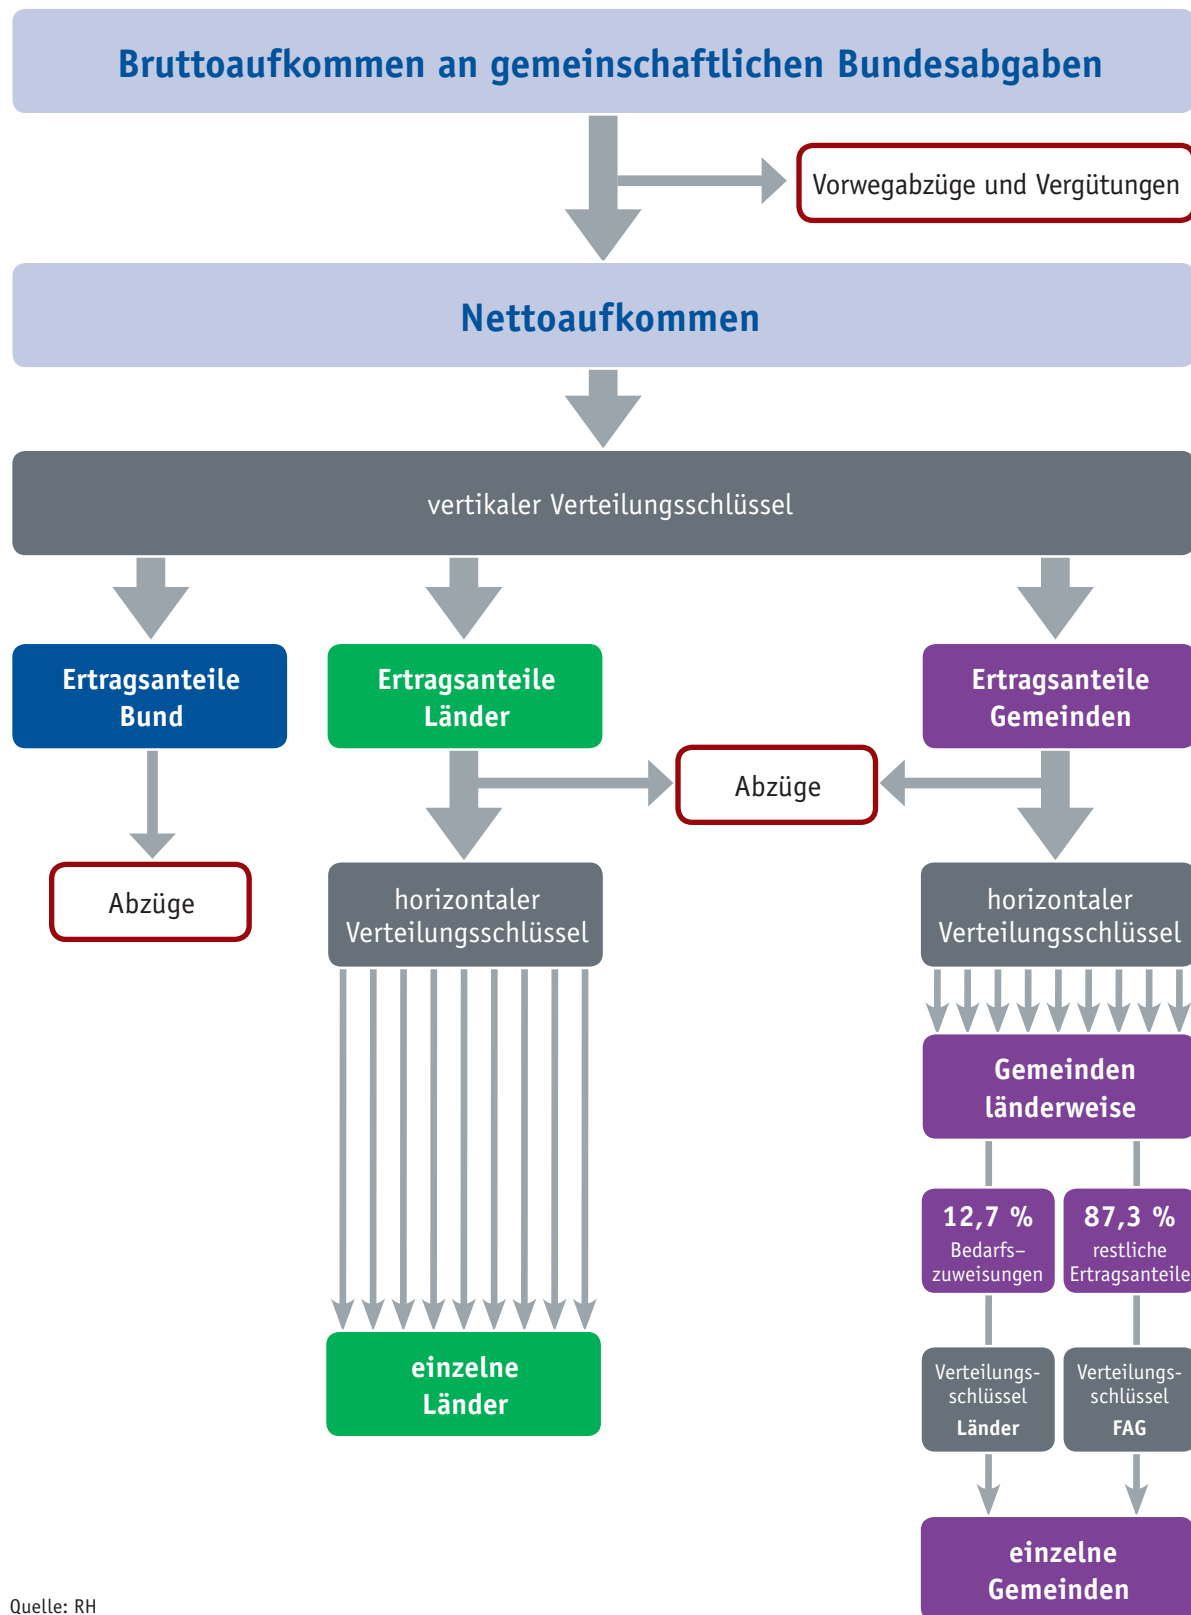 Bruttoaufkommen an gemeinschaftlichen Bundesabgaben
Vorwegabzüge und Vergütungen
Nettoaufkommen
vertikaler Verteilungsschlüssel
Ertragsanteile
Bund
Ertragsanteile
Länder
Ertragsanteile
Gemeinden
Abzüge
Abzüge
horizontaler
Verteilungsschlüssel
horizontaler
Verteilungsschlüssel
Gemeinden
länderweise
12,7 %
Bedarfs–
zuweisungen
87,3 %
restliche
Ertragsanteile
einzelne
Länder
Verteilungs-
schlüssel
Länder
Verteilungs-
schlüssel
FAG
einzelne
Gemeinden
Quelle: RH